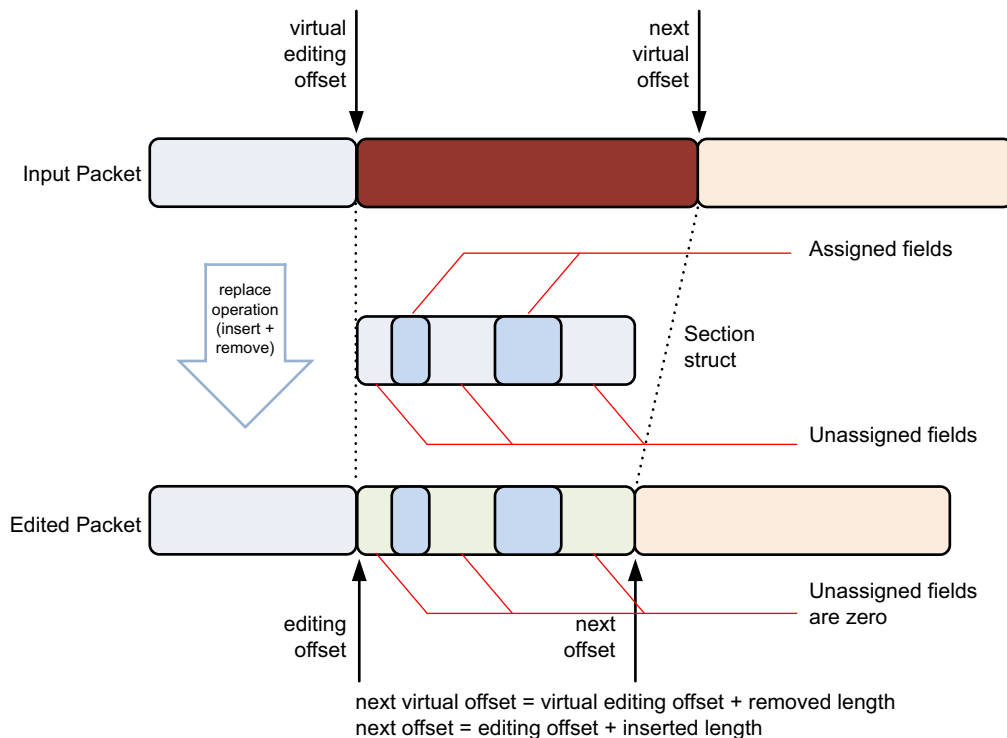 virtual
editing
offset
next
virtual
offset
Input Packet
Assigned fields
replace
operation
(insert +
remove)
Section
struct
Unassigned fields
Edited Packet
Unassigned fields
are zero
editing
offset
next
offset
next virtual offset = virtual editing offset + removed length
next offset = editing offset + inserted length